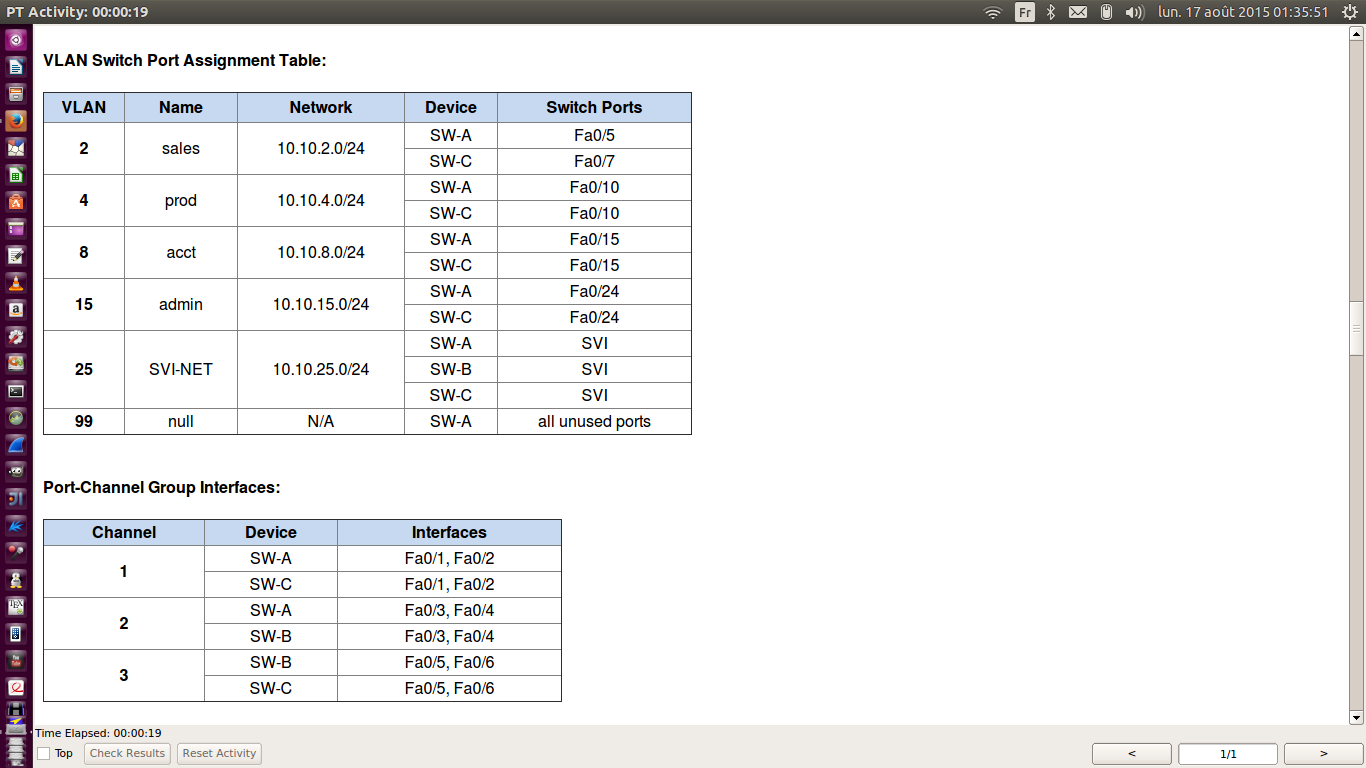 PT Activity: 00:00:19
Fr
lun. 17 août 2015 01:35:51
VLAN Switch Port Assignment Table:
VLAN Name Network Device Switch Ports
2 sales 10.10.2.0/24 SW-A Fa0/5
SW-C Fa0/7
4 prod 10.10.4.0/24 SW-A Fa0/10
SW-C Fa0/10
8 acct 10.10.8.0/24 SW-A Fa0/15
SW-C Fa0/15
15 admin 10.10.15.0/24 SW-A Fa0/24
SW-C Fa0/24
25 SVI-NET 10.10.25.0/24 SW-A SVI
SW-B SVI
SW-C SVI
99 null N/A SW-A all unused ports
Port-Channel Group Interfaces:
Channel Device Interfaces
1 SW-A Fa0/1, Fa0/2
SW-C Fa0/1, Fa0/2
2 SW-A Fa0/3, Fa0/4
SW-B Fa0/3, Fa0/4
3 SW-B Fa0/5, Fa0/6
SW-C Fa0/5, Fa0/6
Time Elapsed: 00:00:19
Top Check Results Reset Activity < 1/1 >